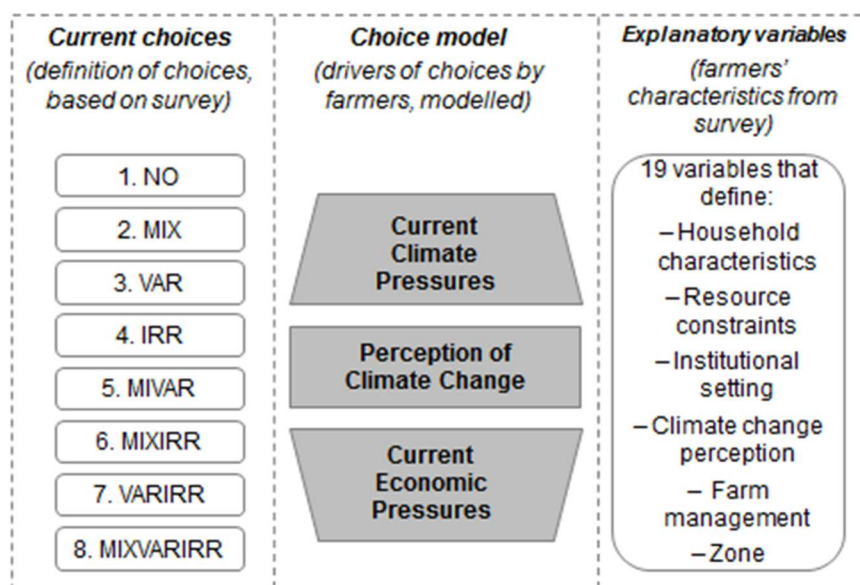 Current choices
(definition of choices,
based on survey)
1. NO
2. MIX
3. VAR
4. IRR
5. MIVAR
6. MIXIRR
7. VARIRR
8. MIXVARIRR
Choice model
(drivers of choices by
farmers, modelled)
Current
Climate
Pressures
Perception of
Climate Change
Current
Economic
Pressures
Explanatory variables
(farmers'
characteristics from
survey)
19 variables that
define:
– Household
characteristics
– Resource
constraints
– Institutional
setting
– Climate change
perception
– Farm
management
– Zone